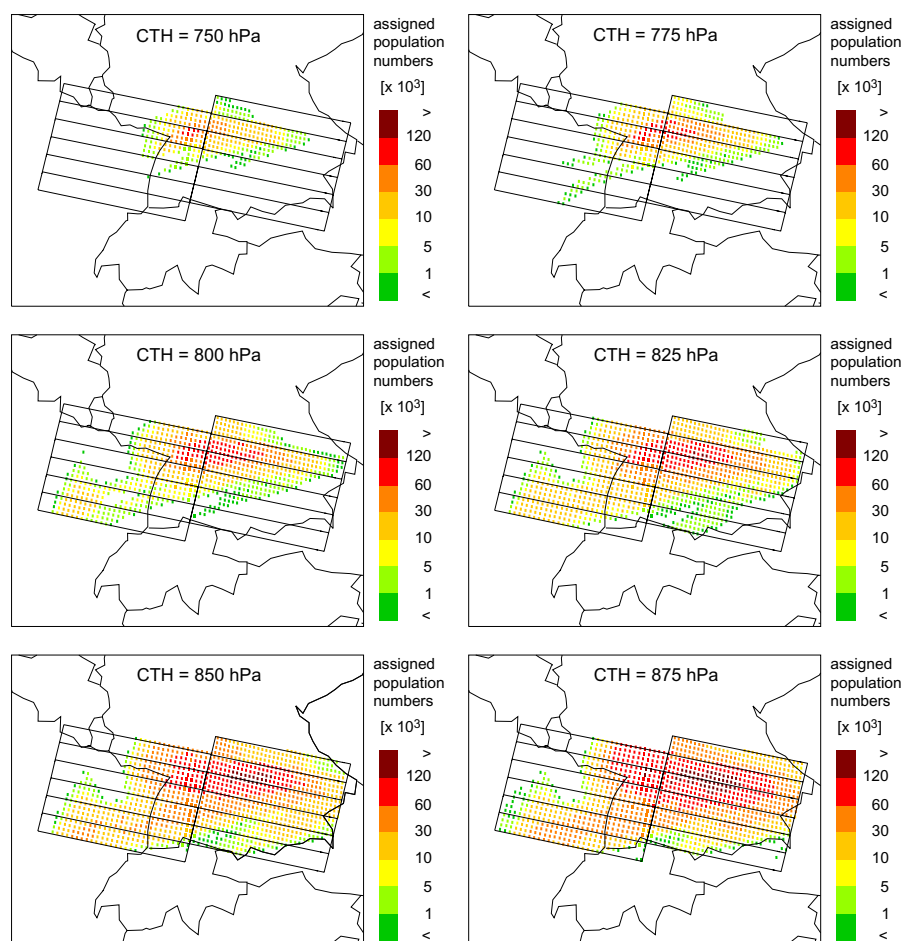 CTH = 750 hPa
assigned
population
numbers
[x 10³]
>
120
60
30
10
5
1
<
CTH = 775 hPa
assigned
population
numbers
[x 10³]
>
120
60
30
10
5
1
<
CTH = 800 hPa
assigned
population
numbers
[x 10³]
>
120
60
30
10
5
1
<
CTH = 825 hPa
assigned
population
numbers
[x 10³]
>
120
60
30
10
5
1
<
CTH = 850 hPa
assigned
population
numbers
[x 10³]
>
120
60
30
10
5
1
<
CTH = 875 hPa
assigned
population
numbers
[x 10³]
>
120
60
30
10
5
1
<